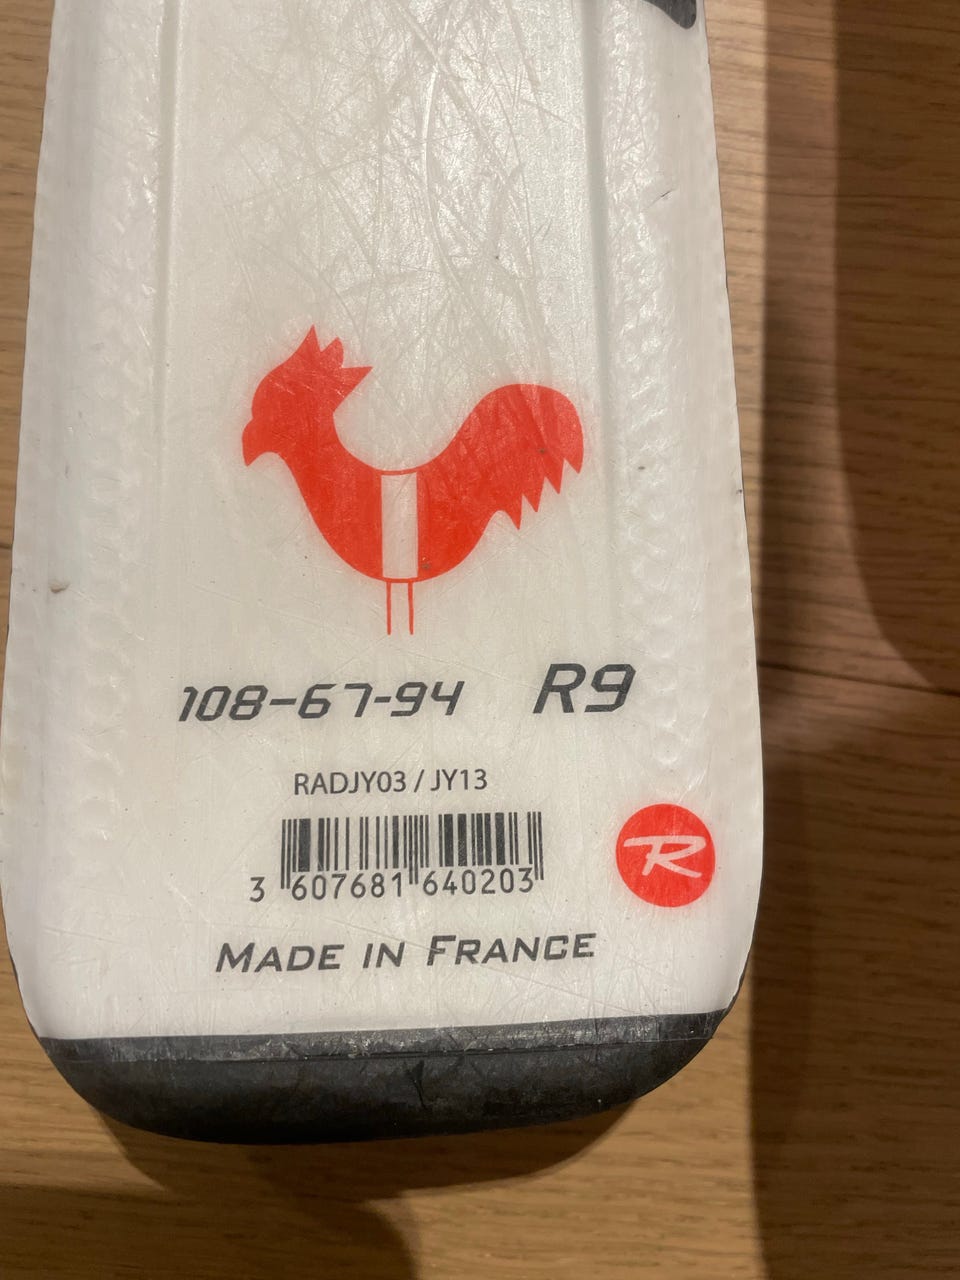 108-67-94 R9
RADJY03 / JY13
3 607681 640203
R
MADE IN FRANCE